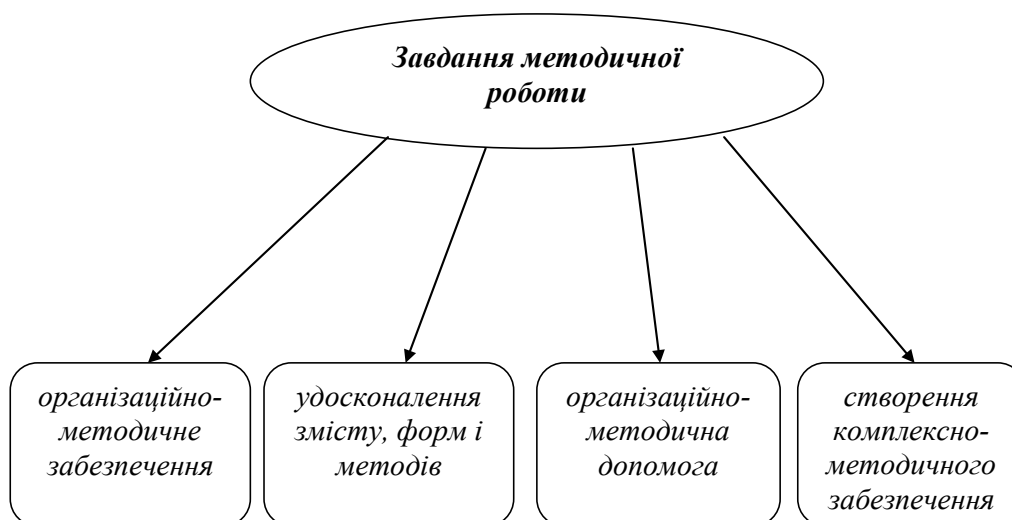 Завдання методичної
роботи
організаційно-
методичне
забезпечення
удосконалення
змісту, форм і
методів
організаційно-
методична
допомога
створення
комплексно-
методичного
забезпечення